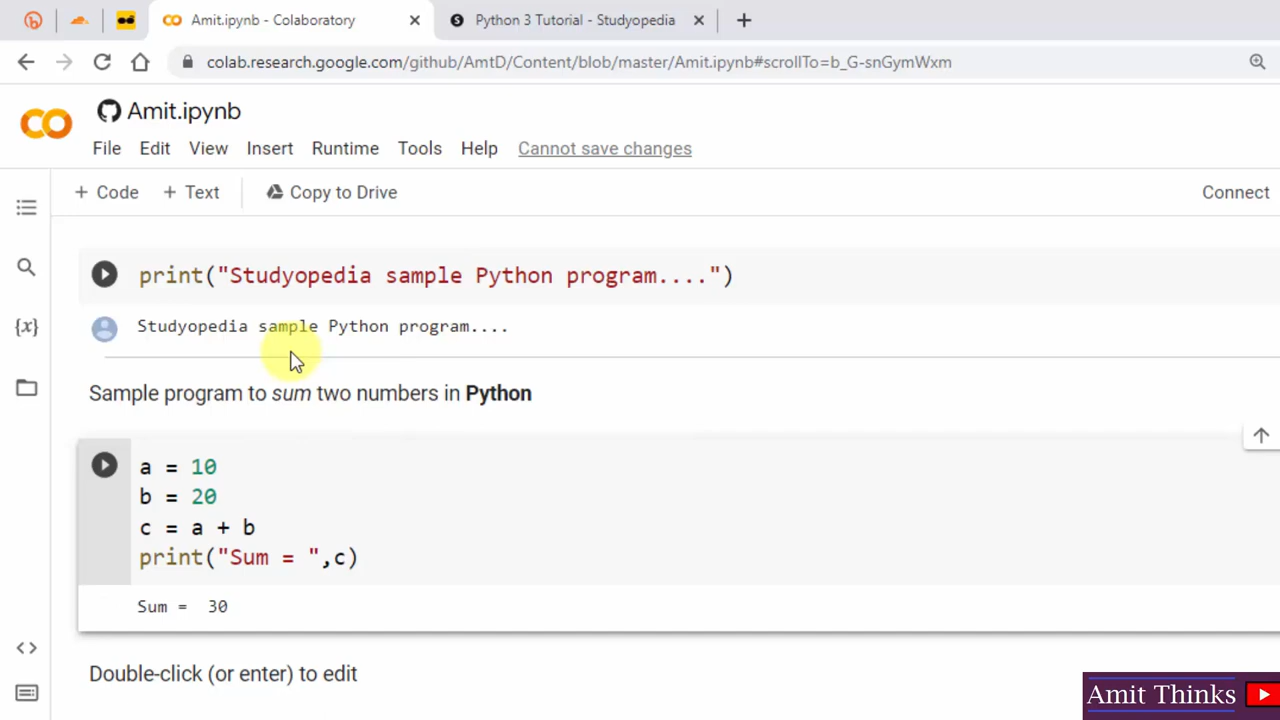 Amit.ipynb - Colaboratory
Python 3 Tutorial - Studyopedia
colab.research.google.com/github/AmtD/Content/blob/master/Amit.ipynb#scrollTo=b_G-snGymWxm
Amit.ipynb
File Edit View Insert Runtime Tools Help Cannot save changes
+ Code + Text Copy to Drive Connect
print("Studyopedia sample Python program....")
Studyopedia sample Python program....
Sample program to sum two numbers in Python
a = 10
b = 20
c = a + b
print("Sum = ",c)
Sum =  30
Double-click (or enter) to edit
Amit Thinks